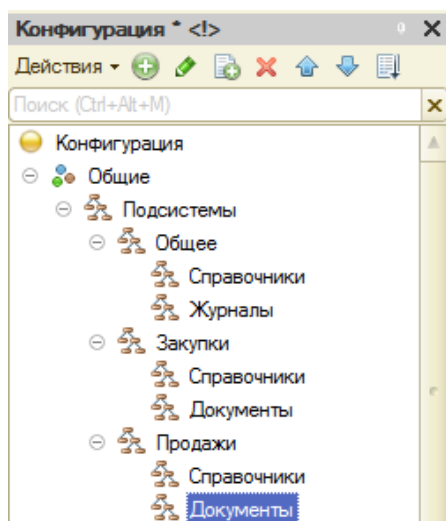 Конфигурация * <!>
Действия
Поиск (Ctrl+Alt+M)
Конфигурация
Общие
Подсистемы
Общее
Справочники
Журналы
Закупки
Справочники
Документы
Продажи
Справочники
Документы